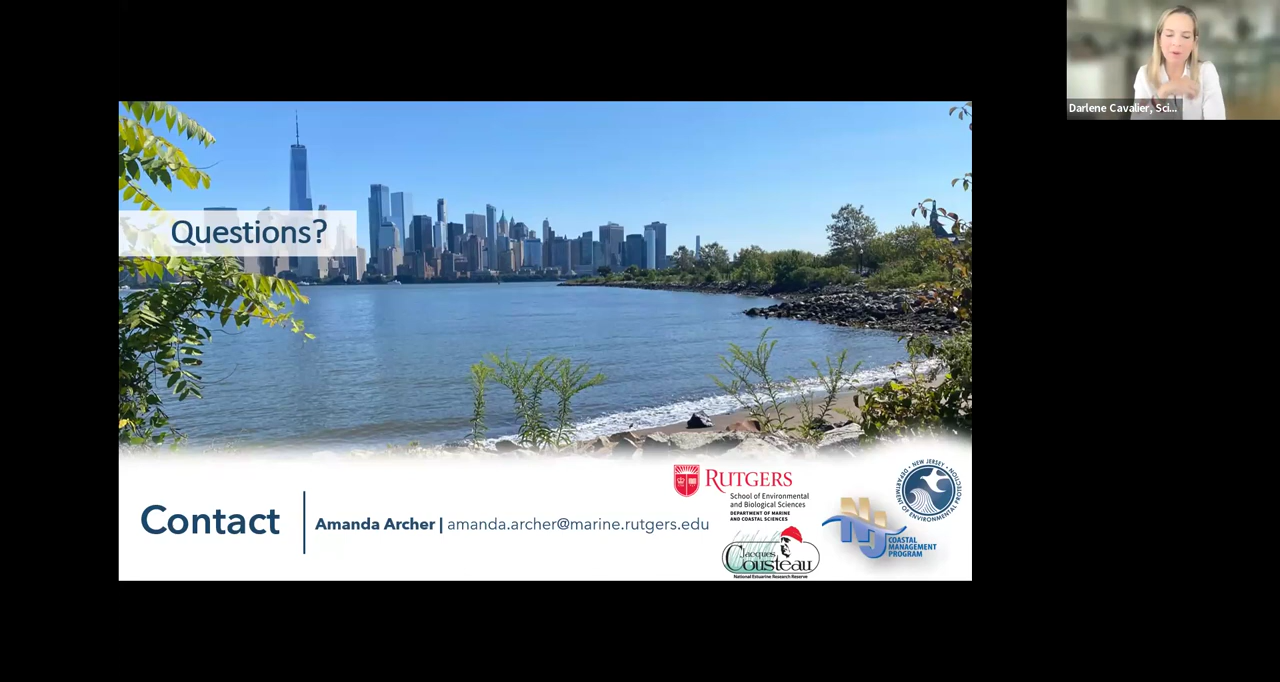 Darlene Cavalier, Sci...
Questions?
Contact
Amanda Archer | amanda.archer@marine.rutgers.edu
RUTGERS
School of Environmental
and Biological Sciences
DEPARTMENT OF MARINE
AND COASTAL SCIENCES
Jacques
Cousteau
National Estuarine Research Reserve
NJ
COASTAL
MANAGEMENT
PROGRAM
NEW JERSEY
DEPARTMENT OF ENVIRONMENTAL PROTECTION